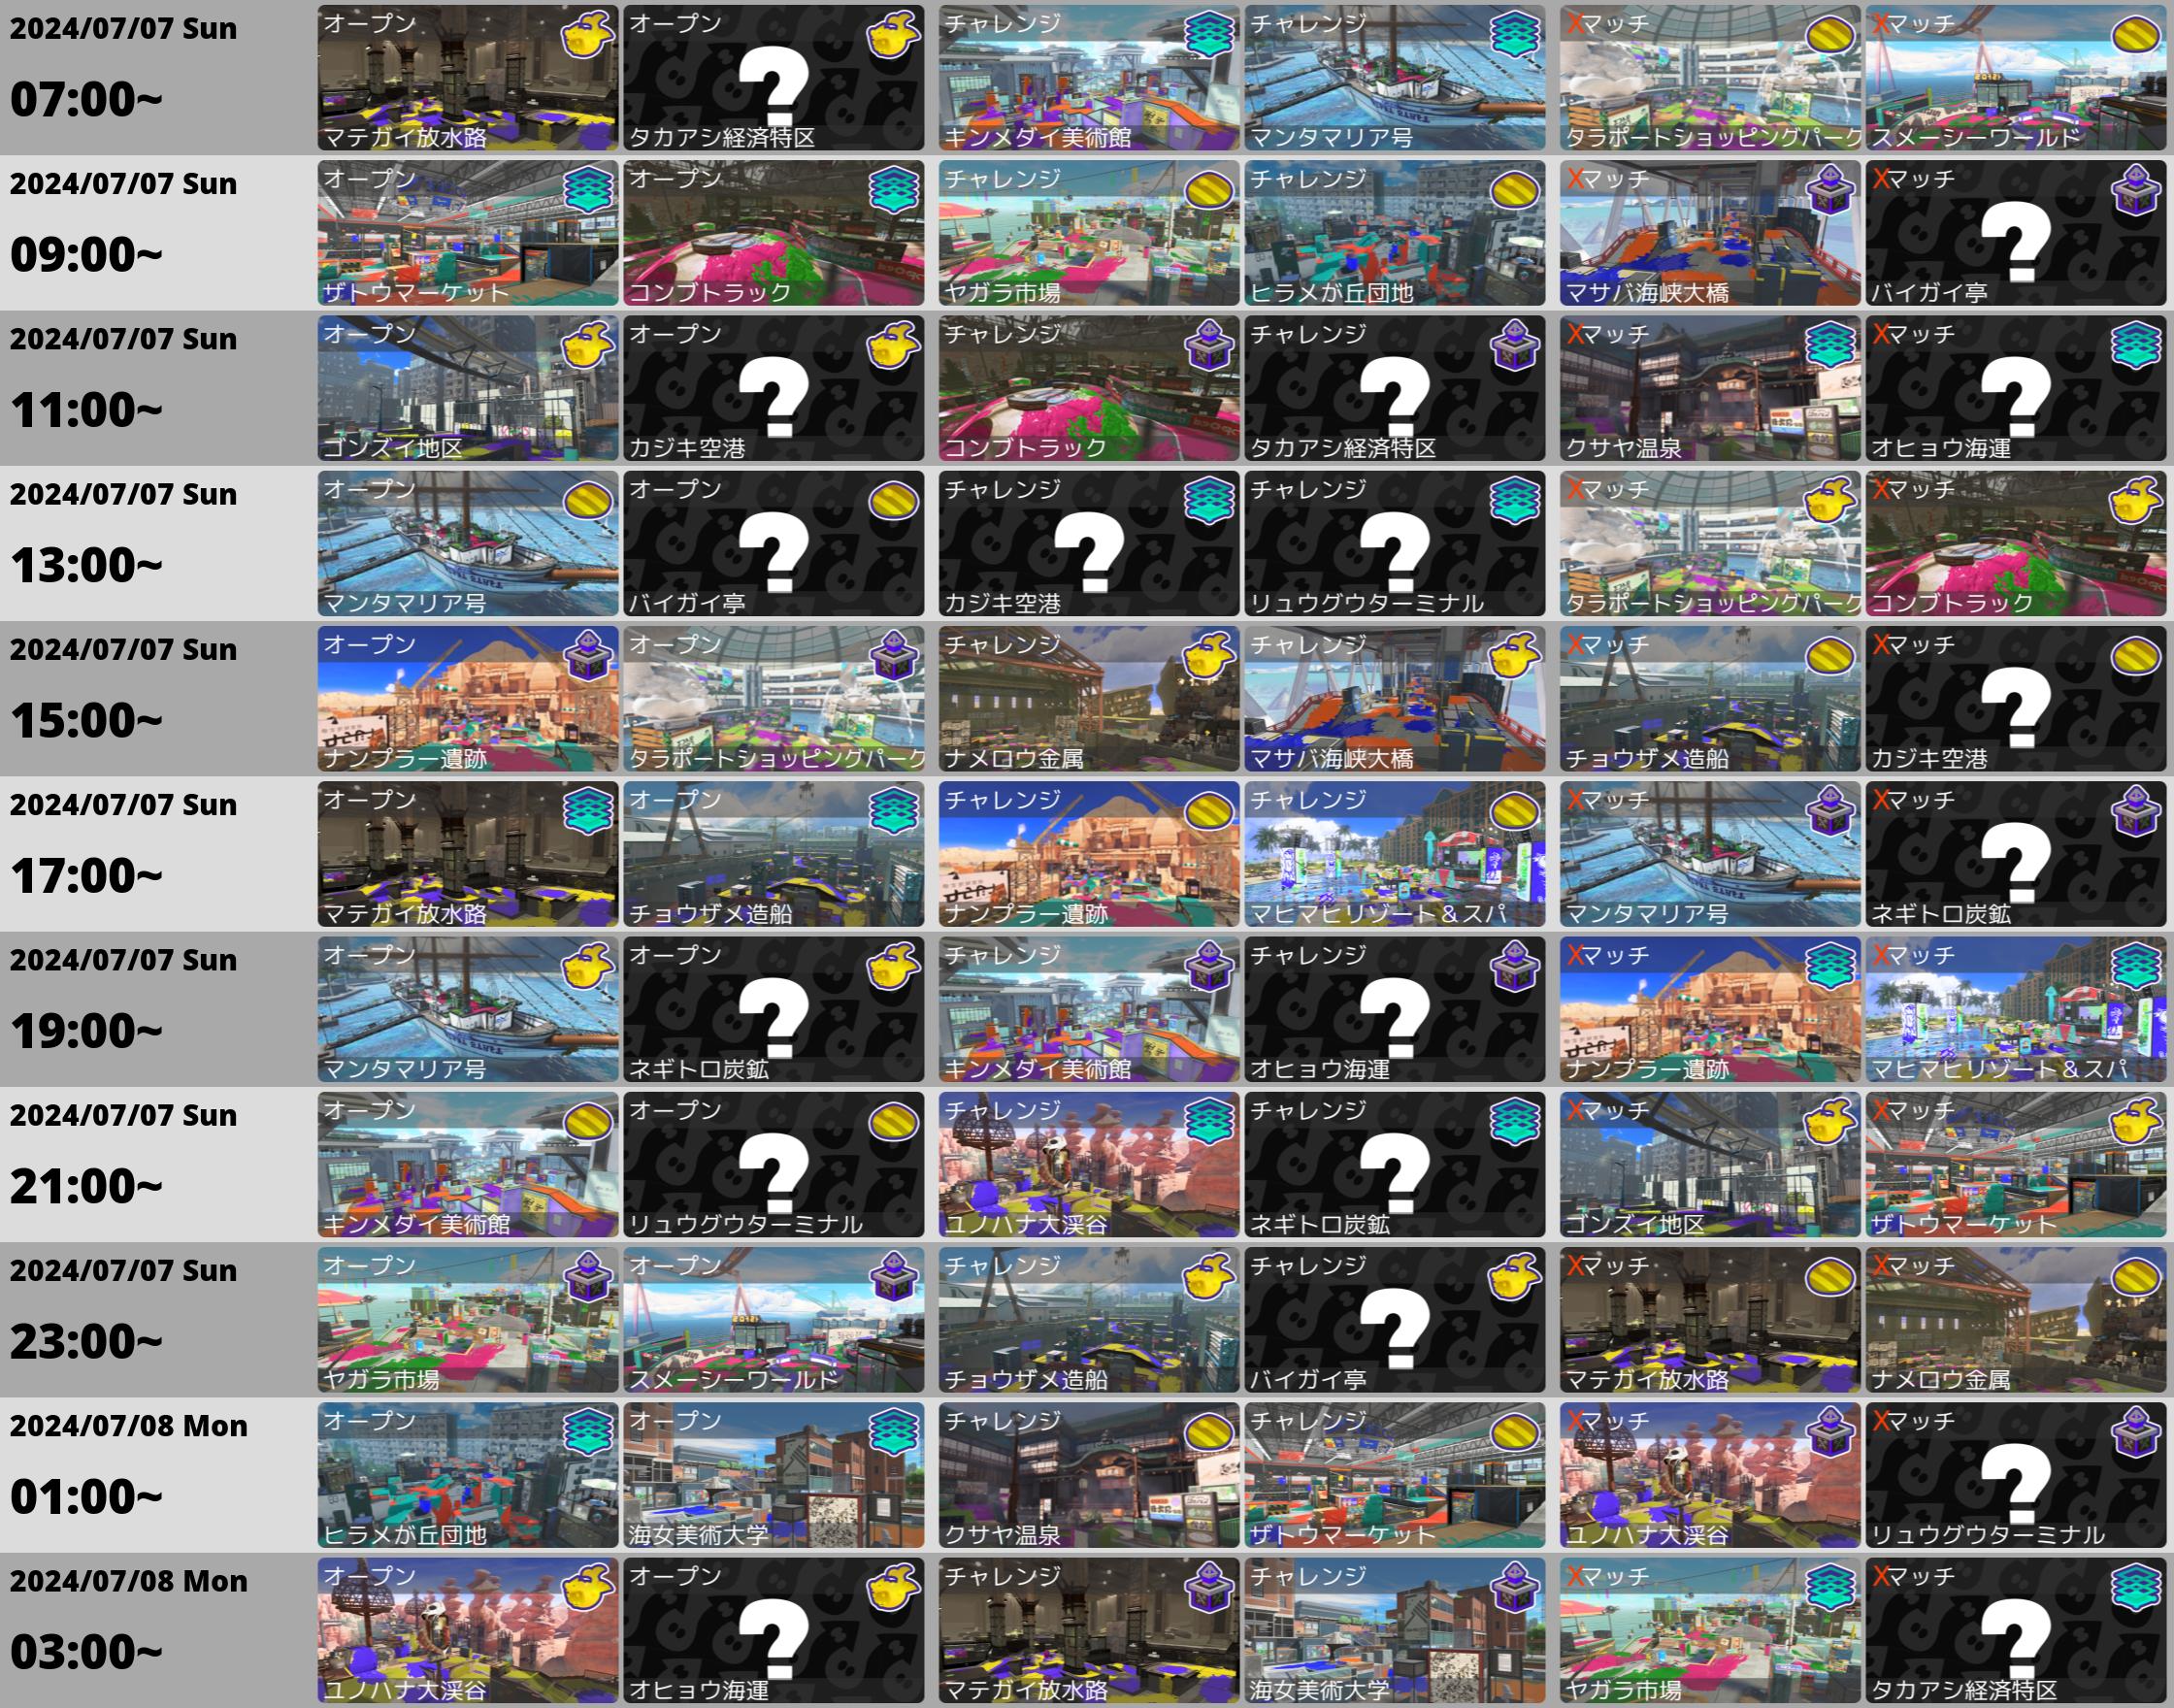 2024/07/07 Sun
07:00~
オープン
マテガイ放水路
オープン
タカアシ経済特区
チャレンジ
キンメダイ美術館
チャレンジ
マンタマリア号
Xマッチ
タラポートショッピングパーク
Xマッチ
スメーシーワールド
2024/07/07 Sun
09:00~
オープン
ザトウマーケット
オープン
コンブトラック
チャレンジ
ヤガラ市場
チャレンジ
ヒラメが丘団地
Xマッチ
マサバ海峡大橋
Xマッチ
バイガイ亭
2024/07/07 Sun
11:00~
オープン
ゴンズイ地区
オープン
カジキ空港
チャレンジ
コンブトラック
チャレンジ
タカアシ経済特区
Xマッチ
クサヤ温泉
Xマッチ
オヒョウ海運
2024/07/07 Sun
13:00~
オープン
マンタマリア号
オープン
バイガイ亭
チャレンジ
カジキ空港
チャレンジ
リュウグウターミナル
Xマッチ
タラポートショッピングパーク
Xマッチ
コンブトラック
2024/07/07 Sun
15:00~
オープン
ナンプラー遺跡
オープン
タラポートショッピングパーク
チャレンジ
ナメロウ金属
チャレンジ
マサバ海峡大橋
Xマッチ
チョウザメ造船
Xマッチ
カジキ空港
2024/07/07 Sun
17:00~
オープン
マテガイ放水路
オープン
チョウザメ造船
チャレンジ
ナンプラー遺跡
チャレンジ
マヒマヒリゾート＆スパ
Xマッチ
マンタマリア号
Xマッチ
ネギトロ炭鉱
2024/07/07 Sun
19:00~
オープン
マンタマリア号
オープン
ネギトロ炭鉱
チャレンジ
キンメダイ美術館
チャレンジ
オヒョウ海運
Xマッチ
ナンプラー遺跡
Xマッチ
マヒマヒリゾート＆スパ
2024/07/07 Sun
21:00~
オープン
キンメダイ美術館
オープン
リュウグウターミナル
チャレンジ
ユノハナ大渓谷
チャレンジ
ネギトロ炭鉱
Xマッチ
ゴンズイ地区
Xマッチ
ザトウマーケット
2024/07/07 Sun
23:00~
オープン
ヤガラ市場
オープン
スメーシーワールド
チャレンジ
チョウザメ造船
チャレンジ
バイガイ亭
Xマッチ
マテガイ放水路
Xマッチ
ナメロウ金属
2024/07/08 Mon
01:00~
オープン
ヒラメが丘団地
オープン
海女美術大学
チャレンジ
クサヤ温泉
チャレンジ
ザトウマーケット
Xマッチ
ユノハナ大渓谷
Xマッチ
リュウグウターミナル
2024/07/08 Mon
03:00~
オープン
ユノハナ大渓谷
オープン
オヒョウ海運
チャレンジ
マテガイ放水路
チャレンジ
海女美術大学
Xマッチ
ヤガラ市場
Xマッチ
タカアシ経済特区